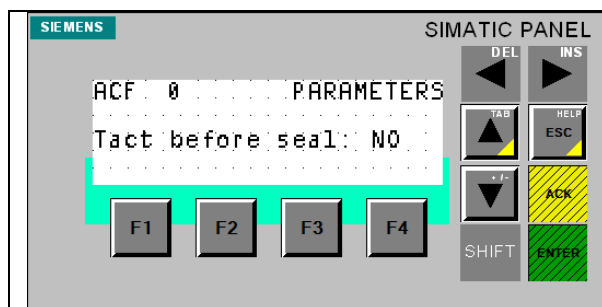 SIEMENS
SIMATIC PANEL
DEL
INS
ACF 0 PARAMETERS
TAB
HELP
ESC
Tact before seal: NO
+/-
ACK
F1
F2
F3
F4
SHIFT
ENTER